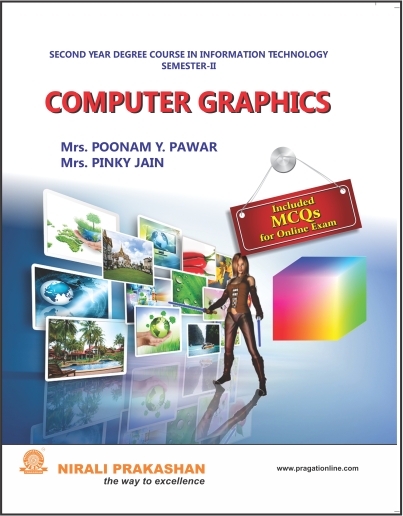 SECOND YEAR DEGREE COURSE IN INFORMATION TECHNOLOGY
SEMESTER-II
COMPUTER GRAPHICS
Mrs. POONAM Y. PAWAR
Mrs. PINKY JAIN
Included
MCQs
for Online Exam
NIRALI PRAKASHAN
the way to excellence
www.pragationline.com